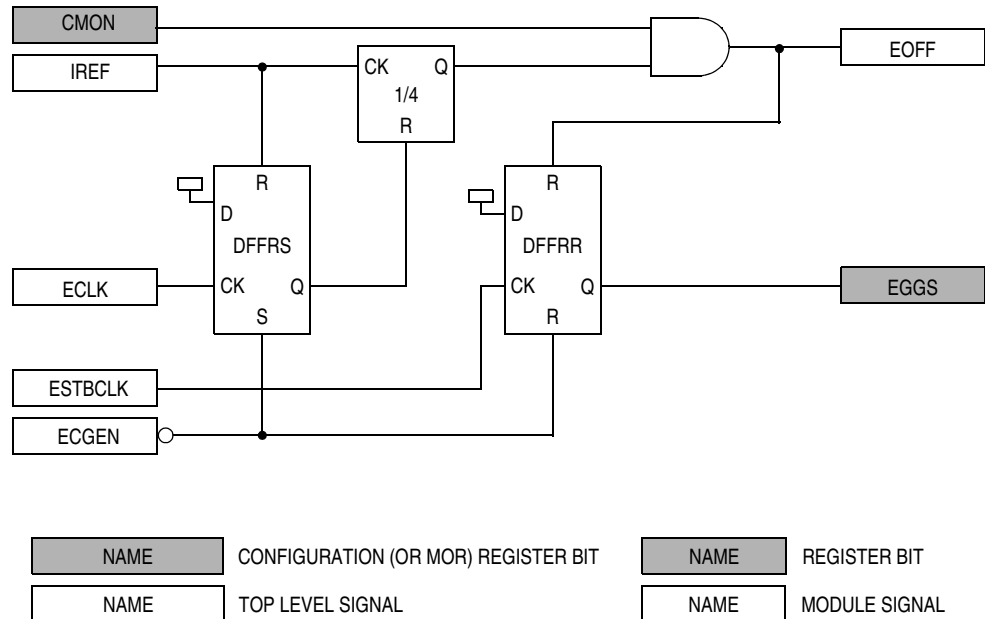 CMON
EOFF
IREF
CK Q
1/4
R
R
D
DFFRS
CK Q
S
R
D
DFFRR
CK Q
R
ECLK
EGGS
ESTBCLK
ECGEN
NAME CONFIGURATION (OR MOR) REGISTER BIT
NAME REGISTER BIT
NAME TOP LEVEL SIGNAL
NAME MODULE SIGNAL